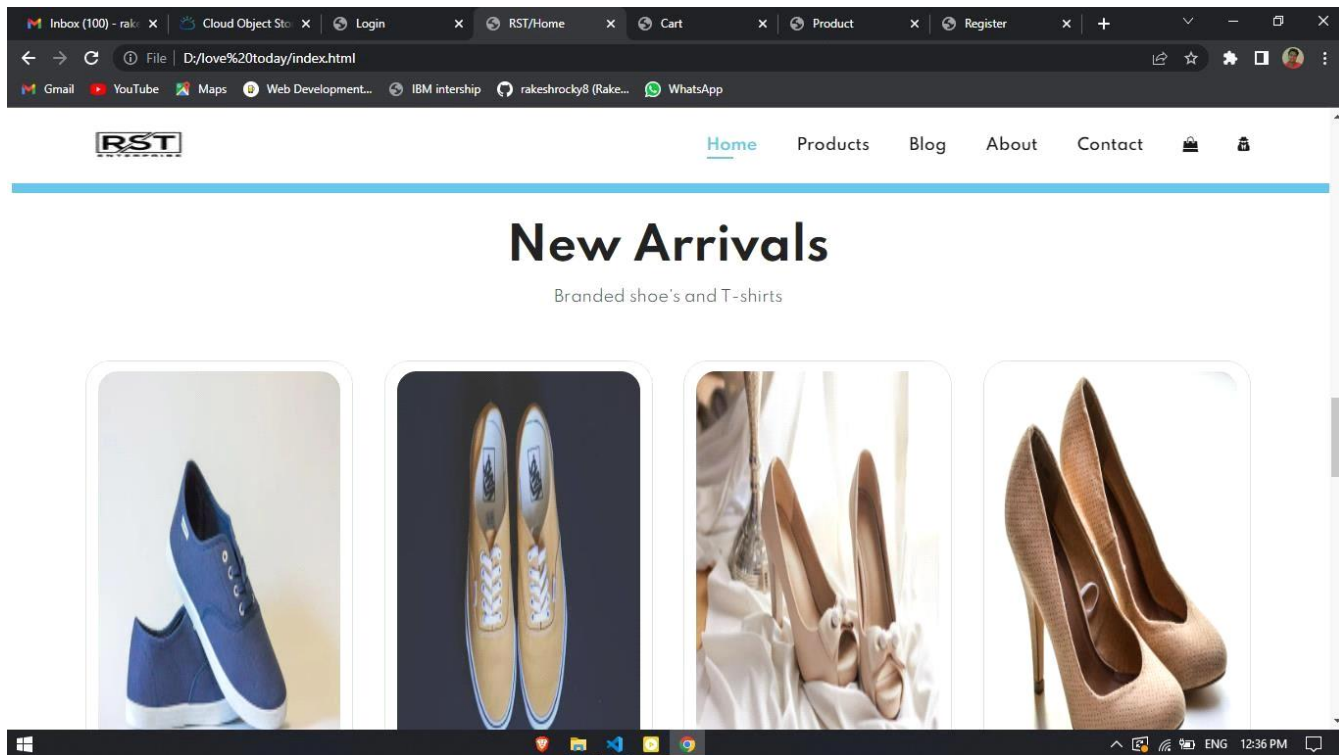 Inbox (100) - rak
Cloud Object Sto
Login
RST/Home
Cart
Product
Register
File
D:/love%20today/index.html
Gmail
YouTube
Maps
Web Development...
IBM intership
rakeshrocky8 (Rake...
WhatsApp
RST
ENTERPRISE
Home
Products
Blog
About
Contact
New Arrivals
Branded shoe's and T-shirts
VANS
ENG
12:36 PM